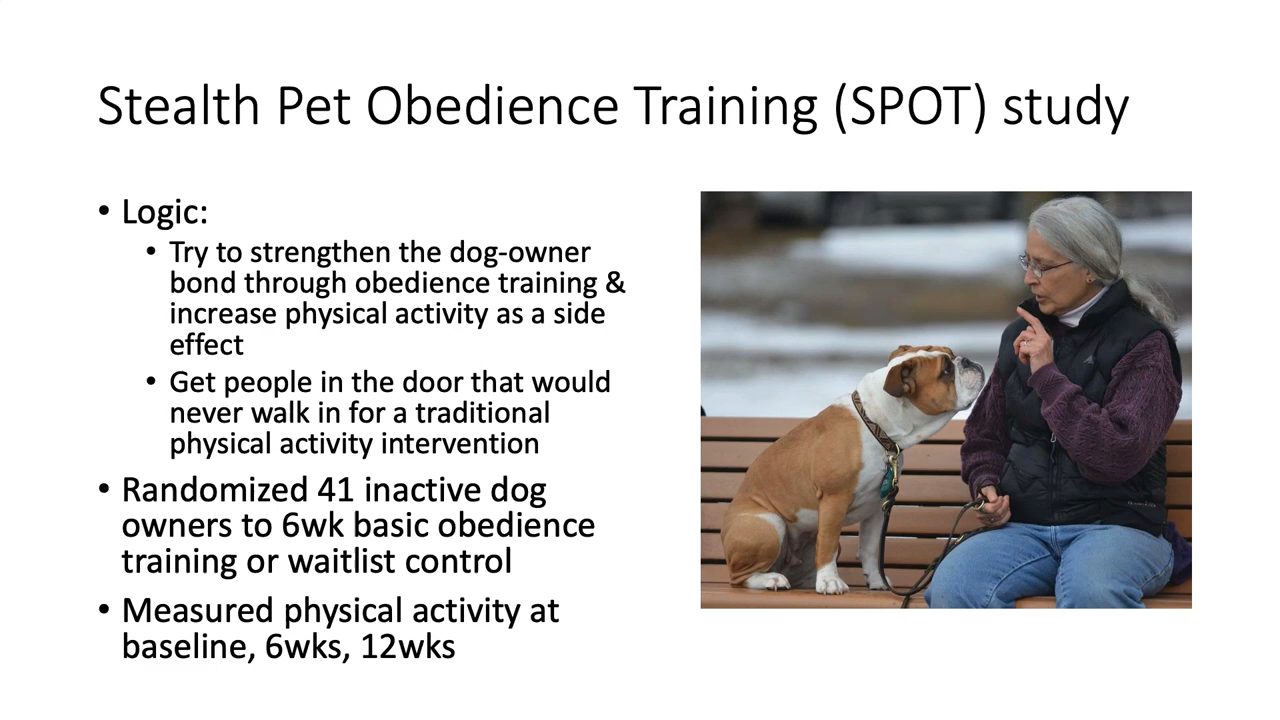 Stealth Pet Obedience Training (SPOT) study
• Logic:
• Try to strengthen the dog-owner
bond through obedience training &
increase physical activity as a side
effect
• Get people in the door that would
never walk in for a traditional
physical activity intervention
• Randomized 41 inactive dog
owners to 6wk basic obedience
training or waitlist control
• Measured physical activity at
baseline, 6wks, 12wks